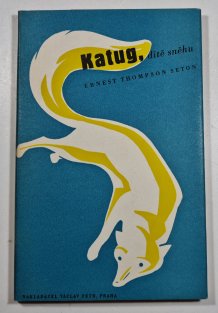 Katug, dítě sněhu
ERNEST THOMPSON SETON
NAKLADATEL VÁCLAV PETR, PRAHA